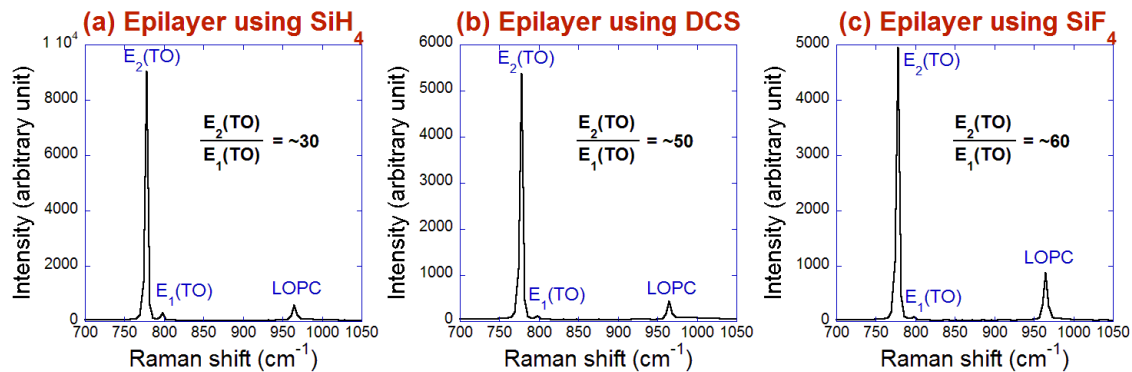 (a) Epilayer using SiH4
Intensity (arbitrary unit)
1 10⁴
8000
6000
4000
2000
0
E2(TO)
E2(TO)
E1(TO)
= ~30
E1(TO)
LOPC
700 750 800 850 900 950 1000 1050
Raman shift (cm⁻¹)
(b) Epilayer using DCS
Intensity (arbitrary unit)
6000
5000
4000
3000
2000
1000
0
E2(TO)
E2(TO)
E1(TO)
= ~50
E1(TO)
LOPC
700 750 800 850 900 950 1000 1050
Raman shift (cm⁻¹)
(c) Epilayer using SiF4
Intensity (arbitrary unit)
5000
4000
3000
2000
1000
0
E2(TO)
E2(TO)
E1(TO)
= ~60
E1(TO)
LOPC
700 750 800 850 900 950 1000 1050
Raman shift (cm⁻¹)